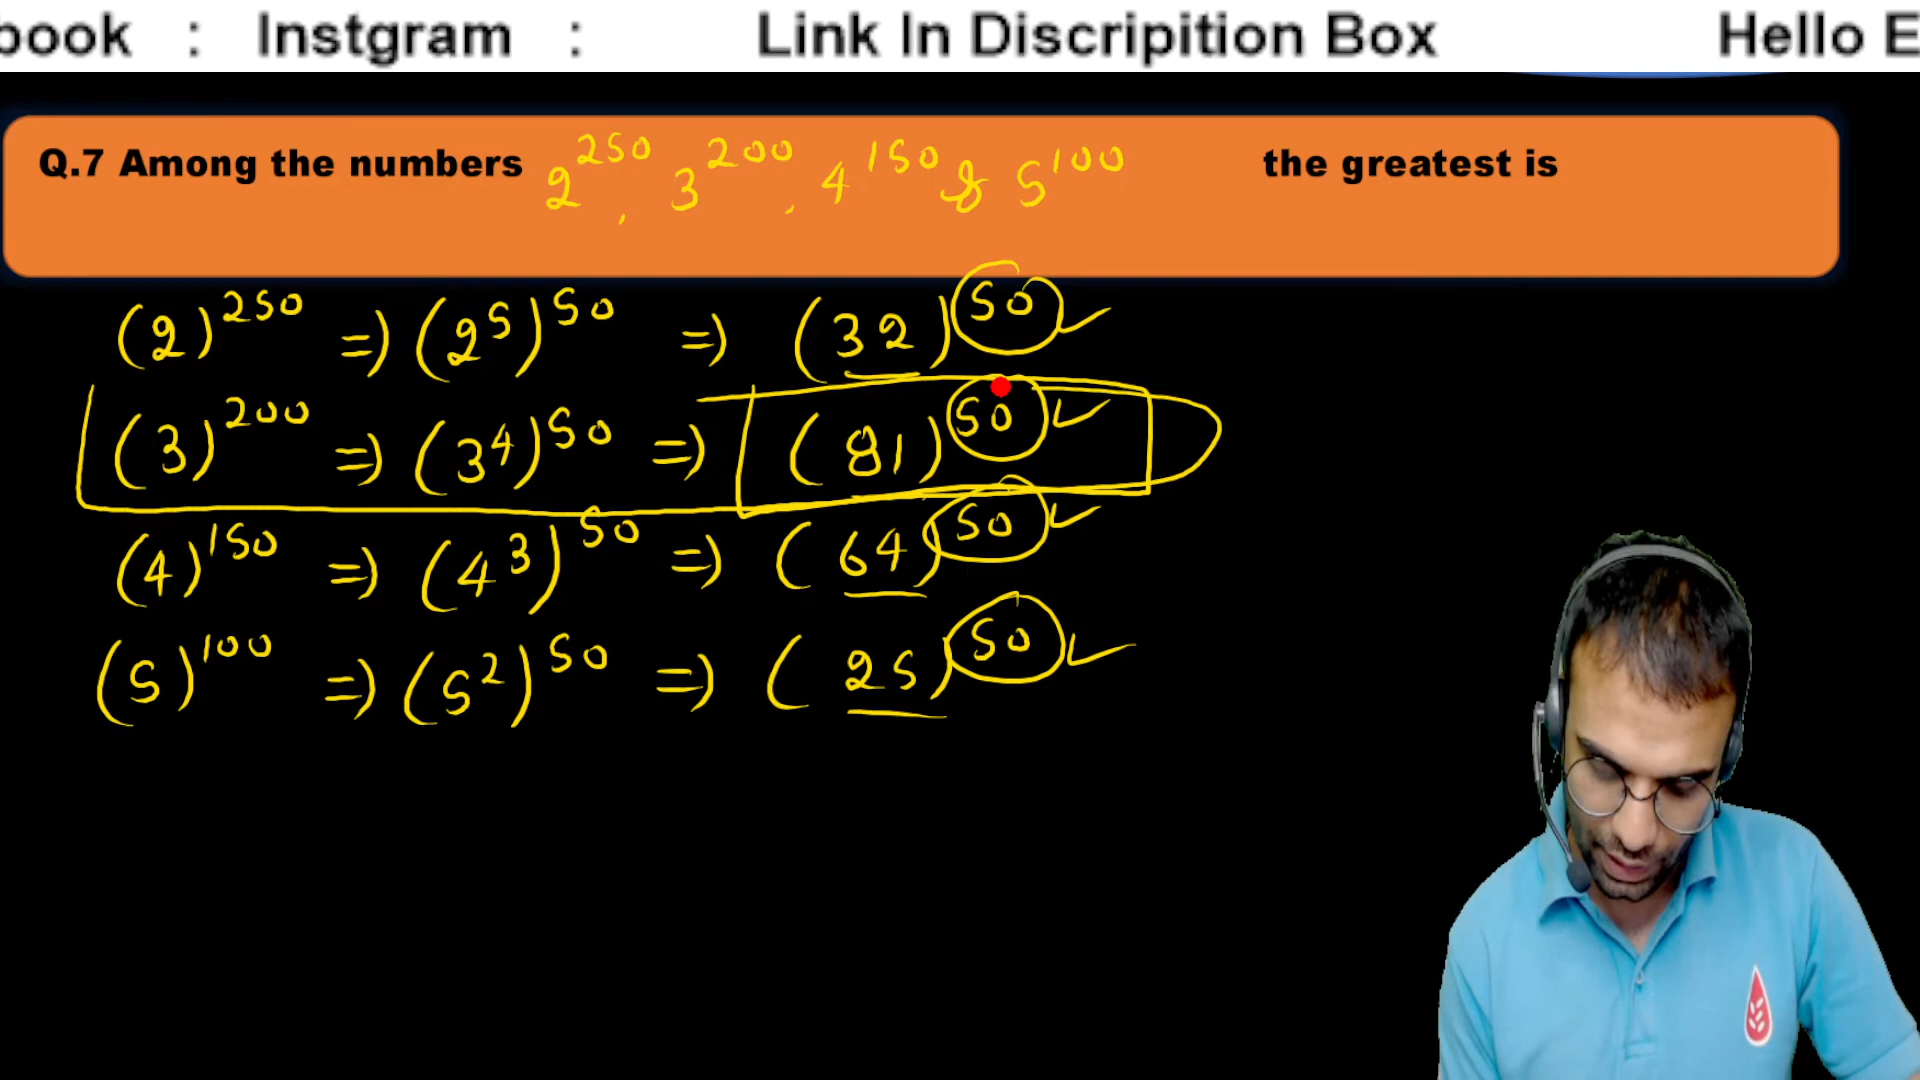 book : Instgram : Link In Discripition Box Hello E
Q.7 Among the numbers 2^250, 3^200, 4^150 & 5^100 the greatest is
(2)^250 => (2^5)^50 => (32)^50 ✓
(3)^200 => (3^4)^50 => (81)^50 ✓
(4)^150 => (4^3)^50 => (64)^50 ✓
(5)^100 => (5^2)^50 => (25)^50 ✓